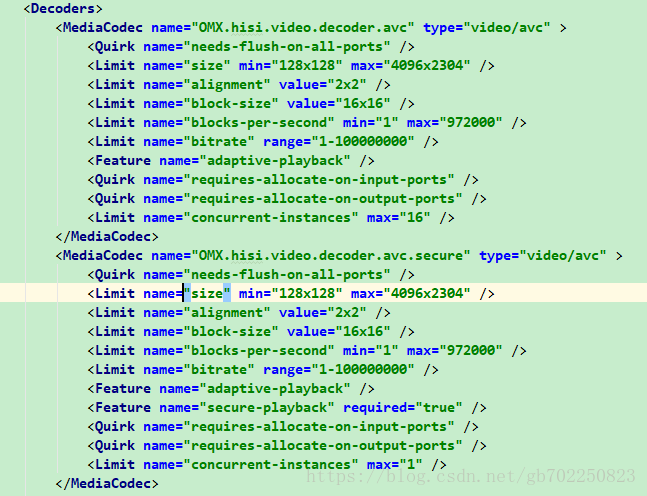 <Decoders>
<MediaCodec name="OMX.hisi.video.decoder.avc" type="video/avc" >
<Quirk name="needs-flush-on-all-ports" />
<Limit name="size" min="128x128" max="4096x2304" />
<Limit name="alignment" value="2x2" />
<Limit name="block-size" value="16x16" />
<Limit name="blocks-per-second" min="1" max="972000" />
<Limit name="bitrate" range="1-100000000" />
<Feature name="adaptive-playback" />
<Quirk name="requires-allocate-on-input-ports" />
<Quirk name="requires-allocate-on-output-ports" />
<Limit name="concurrent-instances" max="16" />
</MediaCodec>
<MediaCodec name="OMX.hisi.video.decoder.avc.secure" type="video/avc" >
<Quirk name="needs-flush-on-all-ports" />
<Limit name="size" min="128x128" max="4096x2304" />
<Limit name="alignment" value="2x2" />
<Limit name="block-size" value="16x16" />
<Limit name="blocks-per-second" min="1" max="972000" />
<Limit name="bitrate" range="1-100000000" />
<Feature name="adaptive-playback" />
<Feature name="secure-playback" required="true" />
<Quirk name="requires-allocate-on-input-ports" />
<Quirk name="requires-allocate-on-output-ports" />
<Limit name="concurrent-instances" max="1" />
</MediaCodec>
https://blog.csdn.net/gb702250823